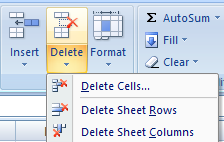 Insert Delete Format
Σ AutoSum
Fill
Clear
Delete Cells...
Delete Sheet Rows
Delete Sheet Columns